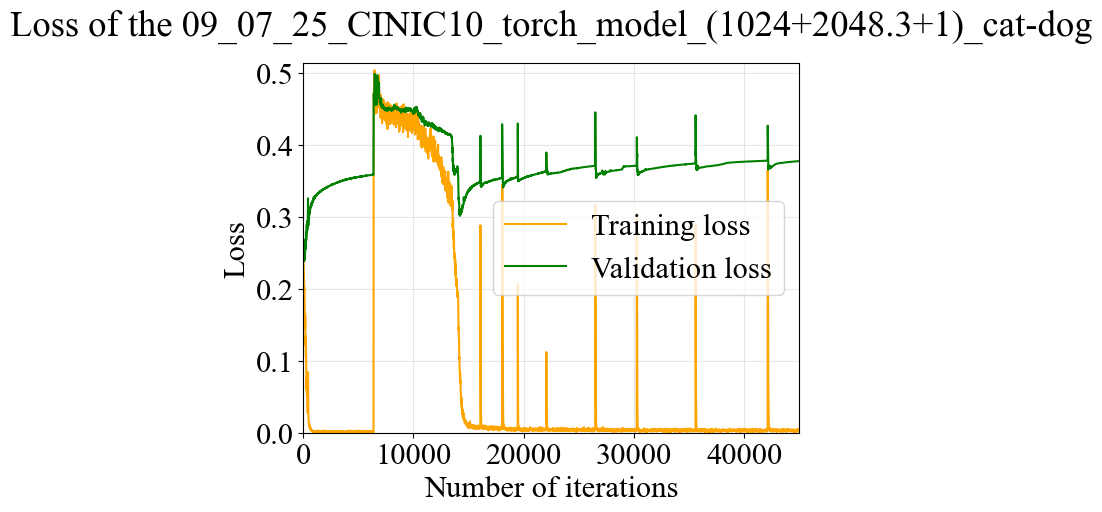 Loss of the 09_07_25_CINIC10_torch_model_(1024+2048.3+1)_cat-dog
0.5
0.4
0.3
0.2
0.1
0.0
Loss
Training loss
Validation loss
0 10000 20000 30000 40000
Number of iterations